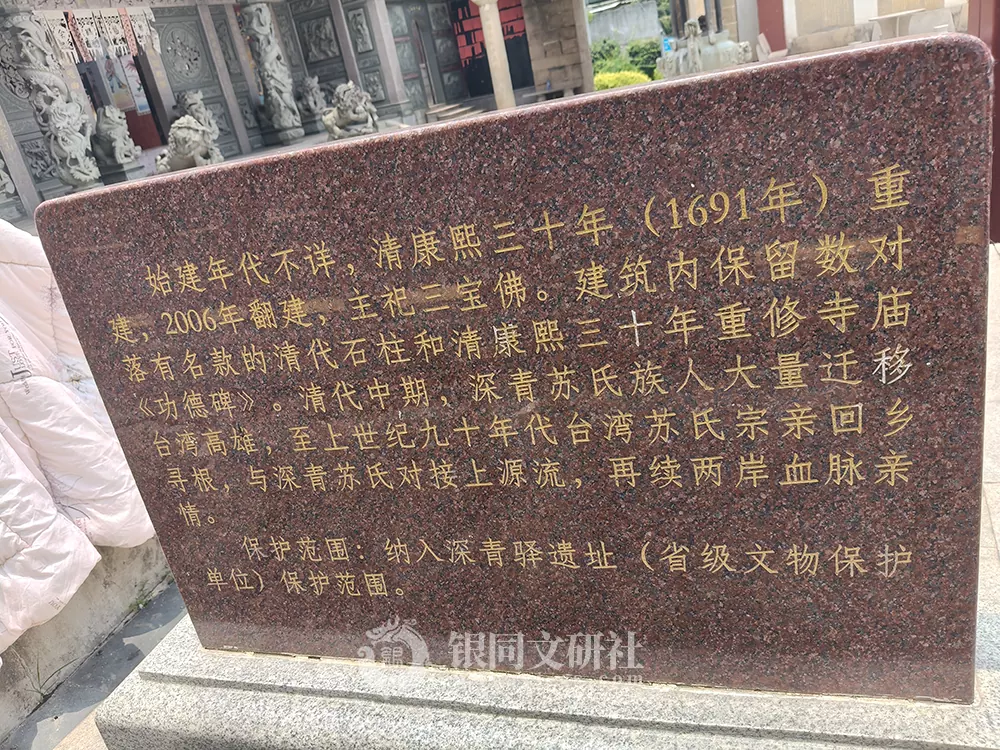 始建年代不详，清康熙三十年（1691年）重
建，2006年翻建，主祀三宝佛。建筑内保留数对
落有名款的清代石柱和清康熙三十年重修寺庙
《功德碑》。清代中期，深青苏氏族人大量迁移
台湾高雄，至上世纪九十年代台湾苏氏宗亲回乡
寻根，与深青苏氏对接上源流，再续两岸血脉亲
情。
保护范围：纳入深青驿遗址（省级文物保护
单位）保护范围。
银同文研社